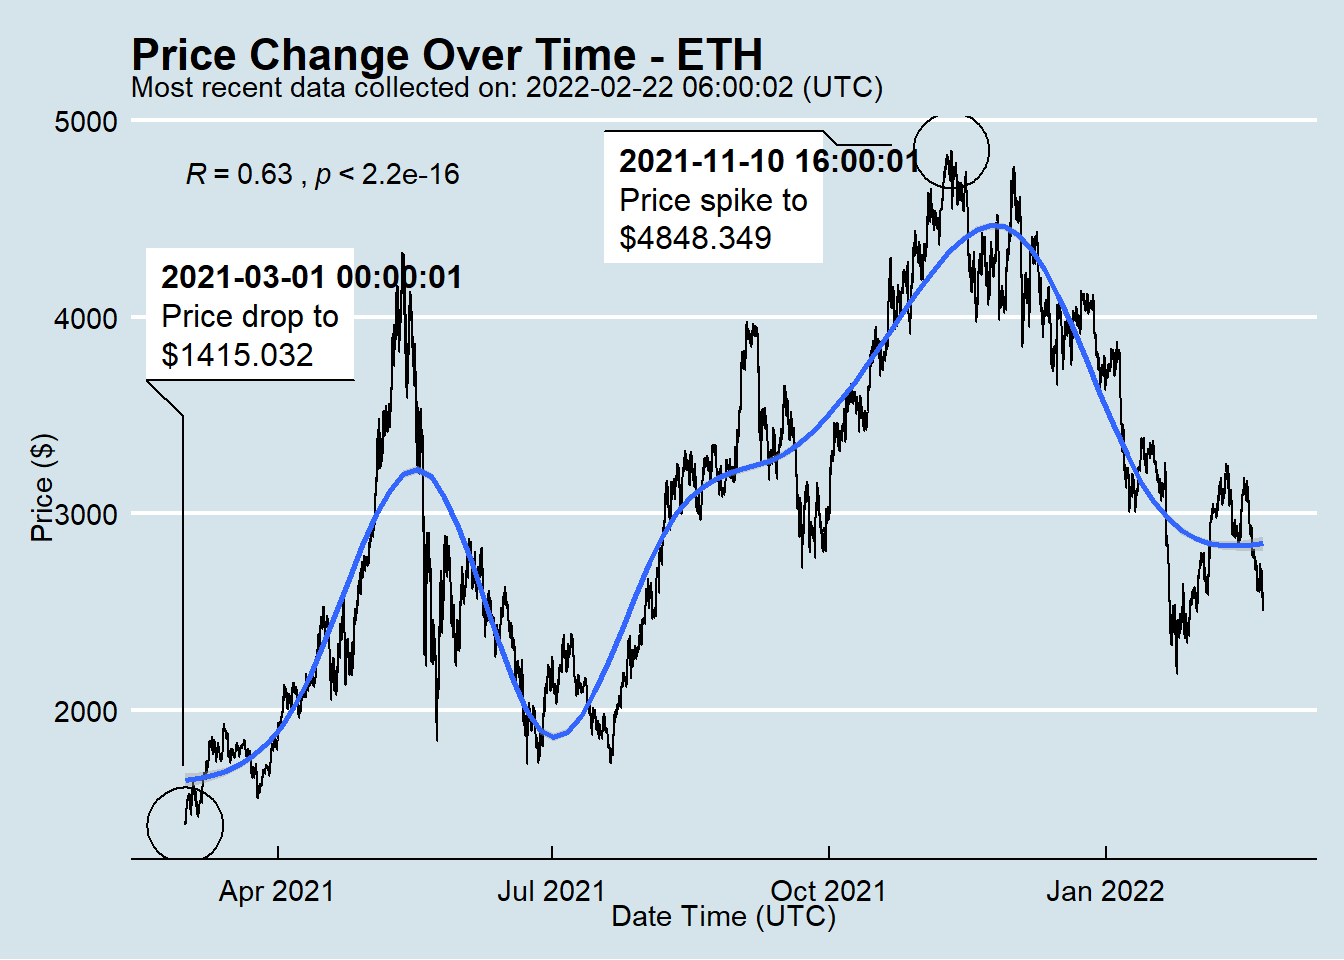 Price Change Over Time - ETH
Most recent data collected on: 2022-02-22 06:00:02 (UTC)
5000
R = 0.63 , p < 2.2e-16
2021-11-10 16:00:01
Price spike to
$4848.349
2021-03-01 00:00:01
Price drop to
$1415.032
4000
3000
2000
Price ($)
Apr 2021
Jul 2021
Oct 2021
Jan 2022
Date Time (UTC)